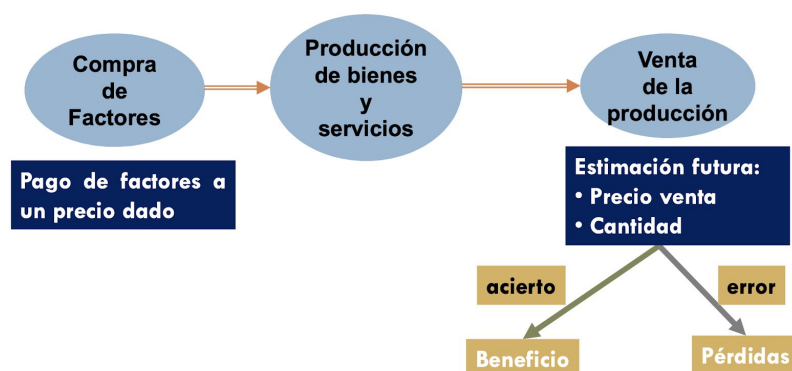 Compra
de
Factores
Producción
de bienes
y
servicios
Venta
de la
producción
Pago de factores a
un precio dado
Estimación futura:
• Precio venta
• Cantidad
acierto
error
Beneficio
Pérdidas